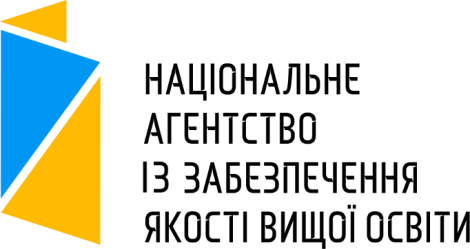 НАЦІОНАЛЬНЕ
АГЕНТСТВО
ІЗ ЗАБЕЗПЕЧЕННЯ
ЯКОСТІ ВИЩОЇ ОСВІТИ